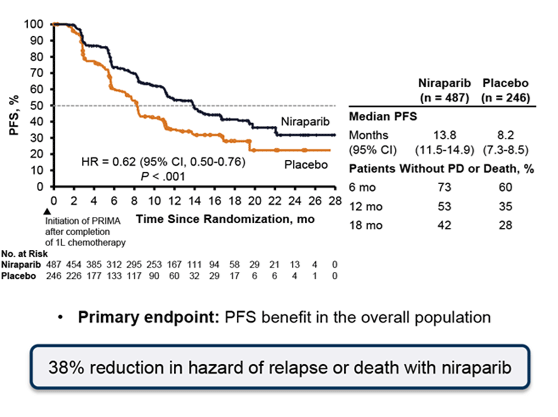 100
90
80
70
60
50
40
30
20
10
0
PFS, %
Niraparib
Placebo
HR = 0.62 (95% CI, 0.50-0.76)
P < .001
0 2 4 6 8 10 12 14 16 18 20 22 24 26 28
Time Since Randomization, mo
Initiation of PRIMA
after completion
of 1L chemotherapy
No. at Risk
Niraparib 487 454 385 312 295 253 167 111 94 58 29 21 13 4 0
Placebo 246 226 177 133 117 90 60 32 29 17 6 6 4 1 0
Niraparib Placebo
(n = 487) (n = 246)
Median PFS
Months 13.8 8.2
(95% CI) (11.5-14.9) (7.3-8.5)
Patients Without PD or Death, %
6 mo 73 60
12 mo 53 35
18 mo 42 28
• Primary endpoint: PFS benefit in the overall population
38% reduction in hazard of relapse or death with niraparib